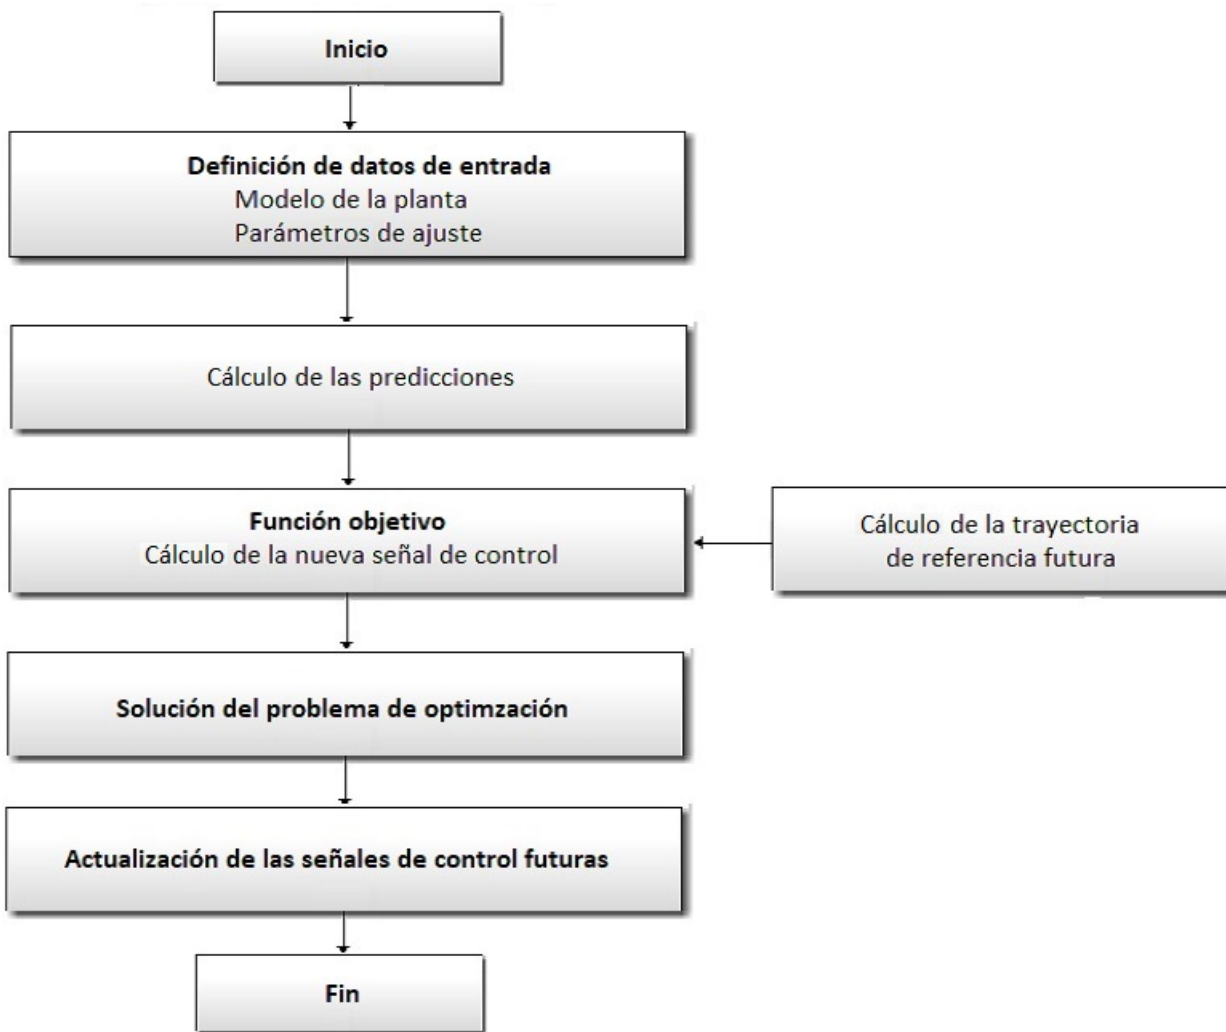 Inicio
Definición de datos de entrada
Modelo de la planta
Parámetros de ajuste
Cálculo de las predicciones
Función objetivo
Cálculo de la nueva señal de control
Cálculo de la trayectoria
de referencia futura
Solución del problema de optimzación
Actualización de las señales de control futuras
Fin